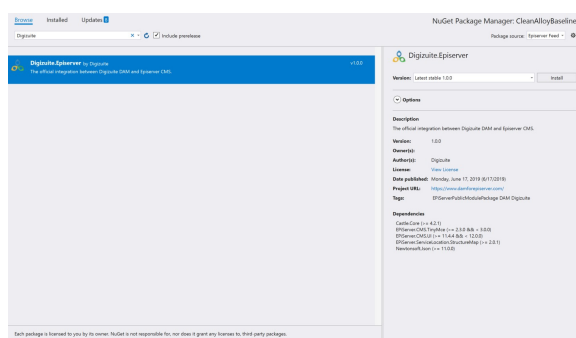 Browse Installed Updates 2
NuGet Package Manager: CleanAlloyBaseline
Digizuite
Include prerelease
Package source: Episerver Feed
Digizuite.Episerver by Digizuite v1.0.0
The official integration between Digizuite DAM and Episerver CMS.
Digizuite.Episerver
Version: Latest stable 1.0.0 Install
Options
Description
The official integration between Digizuite DAM and Episerver CMS.
Version: 1.0.0
Owner(s):
Author(s): Digizuite
License: View License
Date published: Monday, June 17, 2019 (6/17/2019)
Project URL: https://www.damforepiserver.com/
Tags: EPiServerPublicModulePackage DAM Digizuite
Dependencies
Castle.Core (>= 4.2.1)
EPiServer.CMS.TinyMce (>= 2.3.0 && < 3.0.0)
EPiServer.CMS.UI (>= 11.4.4 && < 12.0.0)
EPiServer.ServiceLocation.StructureMap (>= 2.0.1)
Newtonsoft.Json (>= 11.0.0)
Each package is licensed to you by its owner. NuGet is not responsible for, nor does it grant any licenses to, third-party packages.